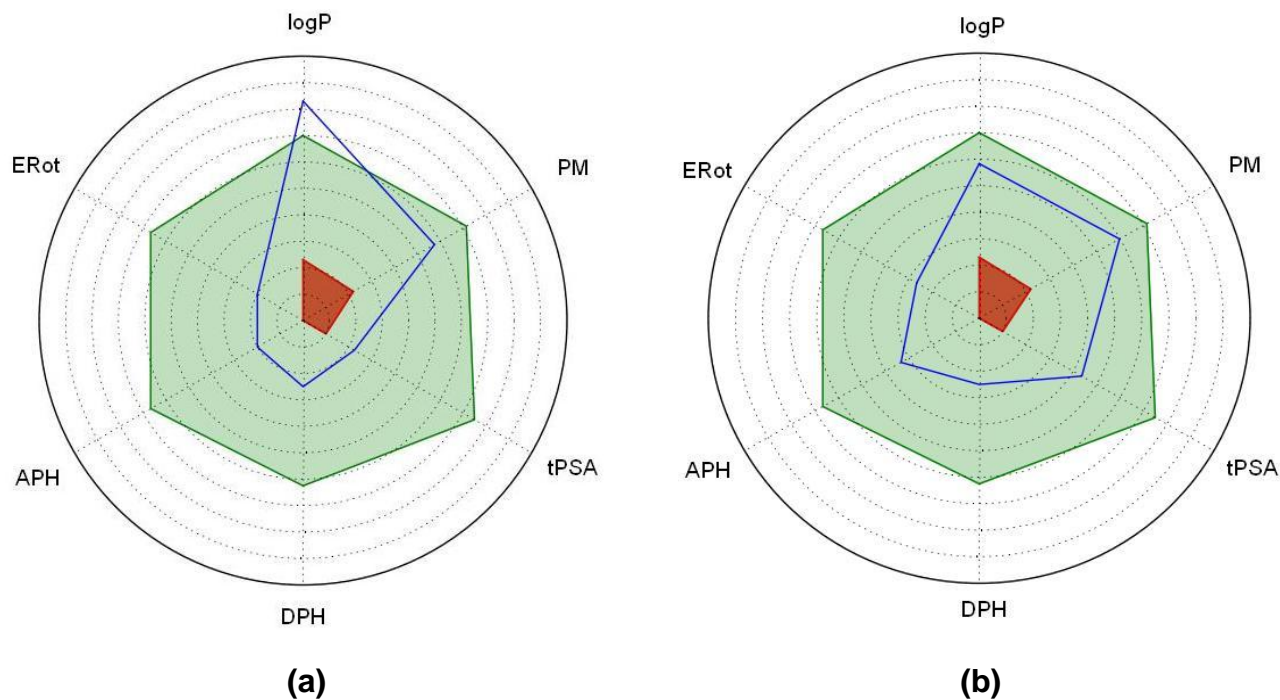 logP
PM
tPSA
DPH
APH
ERot
(a)
logP
PM
tPSA
DPH
APH
ERot
(b)